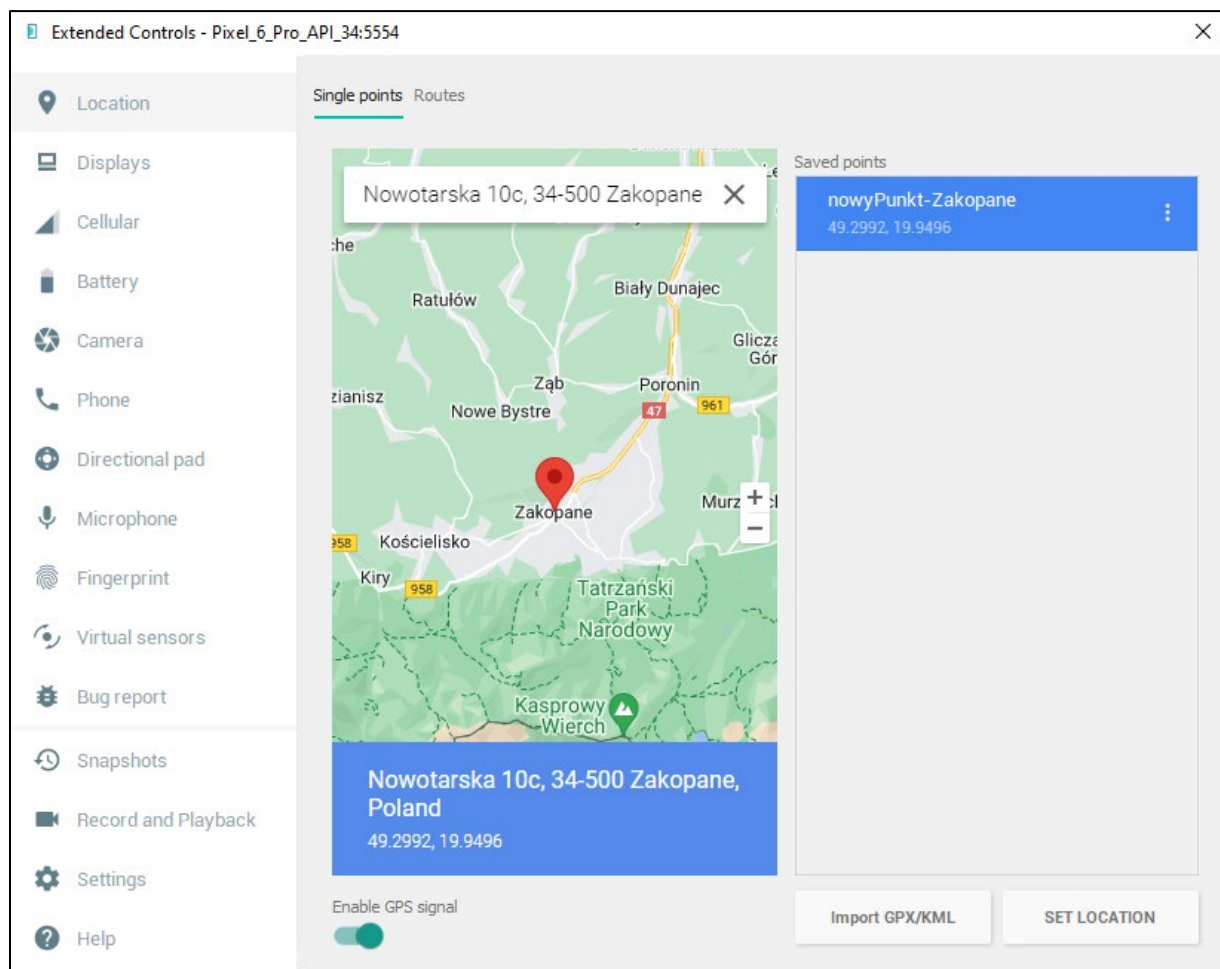 Extended Controls - Pixel_6_Pro_API_34:5554
Location
Displays
Cellular
Battery
Camera
Phone
Directional pad
Microphone
Fingerprint
Virtual sensors
Bug report
Snapshots
Record and Playback
Settings
Help
Single points Routes
Nowotarska 10c, 34-500 Zakopane
Ratułów
Biały Dunajec
Ząb
Poronin
Nowe Bystre
47
961
Zakopane
+
−
958
Kościelisko
Kiry
958
Tatrzański
Park
Narodowy
Kasprowy
Wierch
Nowotarska 10c, 34-500 Zakopane,
Poland
49.2992, 19.9496
Enable GPS signal
Saved points
nowyPunkt-Zakopane
49.2992, 19.9496
Import GPX/KML
SET LOCATION